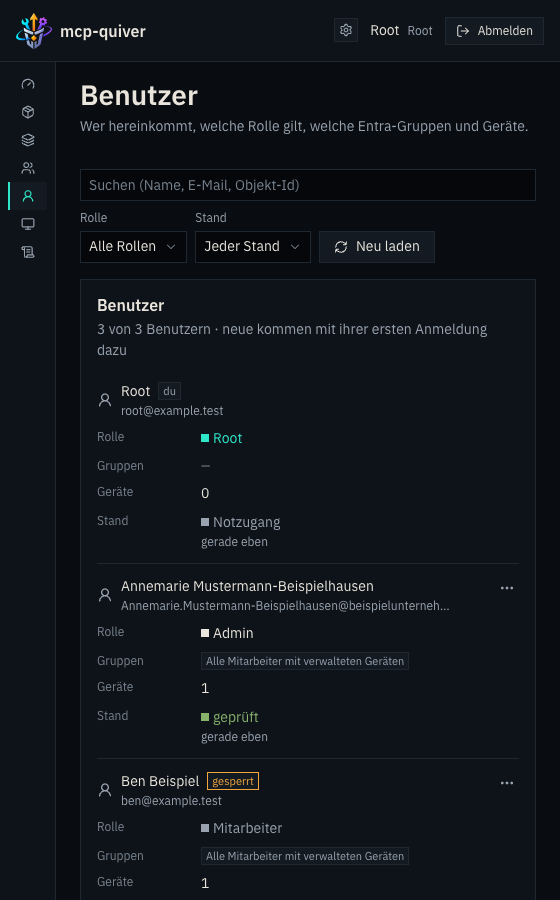 mcp-quiver
Root Root Abmelden
Benutzer
Wer hereinkommt, welche Rolle gilt, welche Entra-Gruppen und Geräte.
Suchen (Name, E-Mail, Objekt-Id)
Rolle Stand
Alle Rollen Jeder Stand Neu laden
Benutzer
3 von 3 Benutzern · neue kommen mit ihrer ersten Anmeldung
dazu
Root du
root@example.test
Rolle Root
Gruppen —
Geräte 0
Stand Notzugang
gerade eben
Annemarie Mustermann-Beispielhausen
Annemarie.Mustermann-Beispielhausen@beispielunterneh...
Rolle Admin
Gruppen Alle Mitarbeiter mit verwalteten Geräten
Geräte 1
Stand geprüft
gerade eben
Ben Beispiel gesperrt
ben@example.test
Rolle Mitarbeiter
Gruppen Alle Mitarbeiter mit verwalteten Geräten
Geräte 1